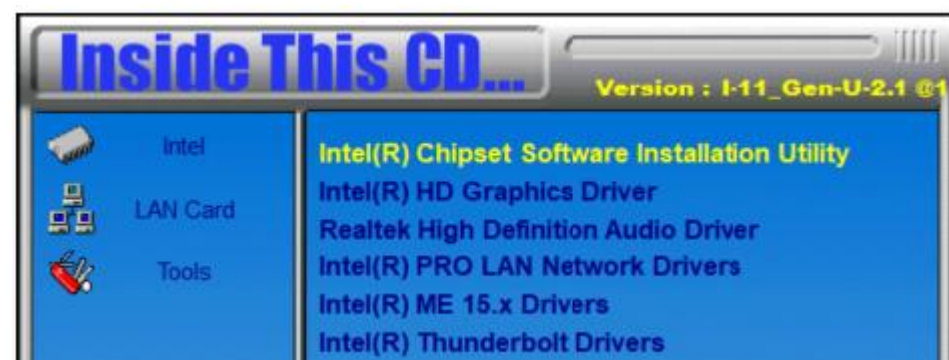 Inside This CD...
Version : I-11_Gen-U-2.1 @1
Intel
LAN Card
Tools
Intel(R) Chipset Software Installation Utility
Intel(R) HD Graphics Driver
Realtek High Definition Audio Driver
Intel(R) PRO LAN Network Drivers
Intel(R) ME 15.x Drivers
Intel(R) Thunderbolt Drivers